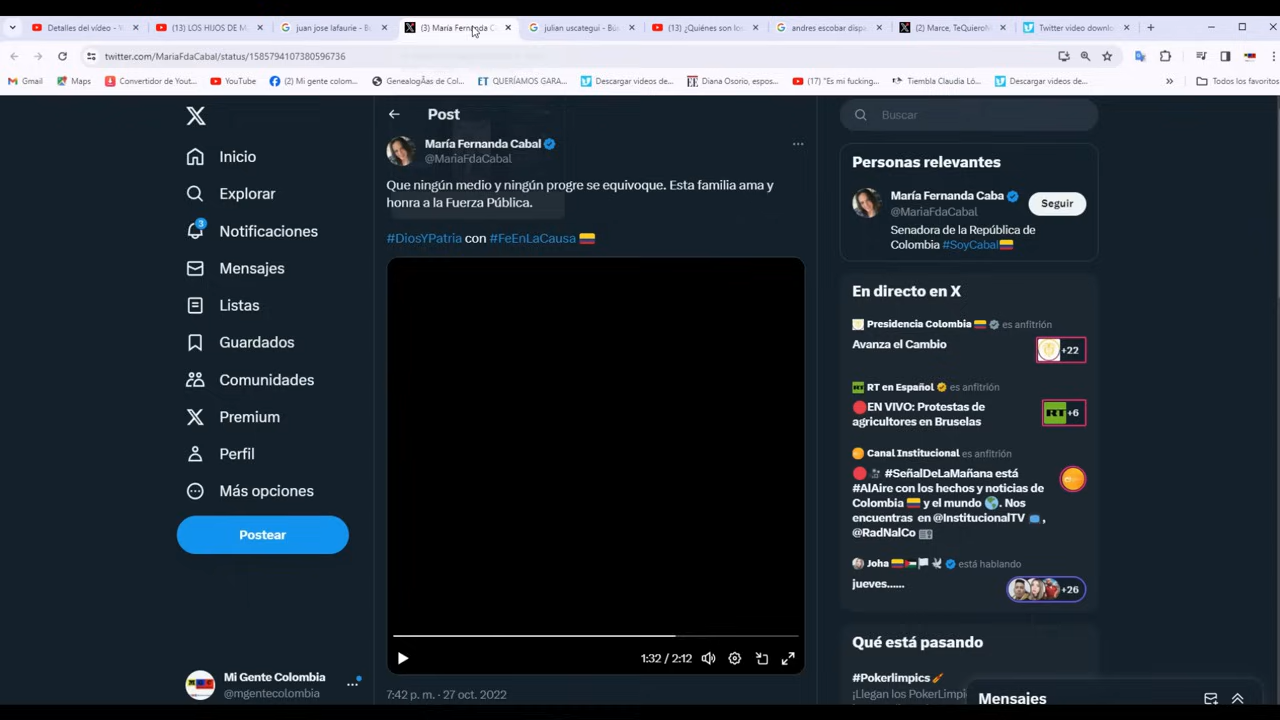 Detalles del vídeo - Y
(13) LOS HIJOS DE M
juan jose lafaurie - B
(3) María Fernanda C
julian uscategui - Bús
(13) ¿Quiénes son los
andres escobar dispa
(2) Marce, TeQuieroN
Twitter video downlo
twitter.com/MariaFdaCabal/status/1585794107380596736
Gmail
Maps
Convertidor de Yout...
YouTube
(2) Mi gente colom...
GenealogÃas de Col...
QUERÍAMOS GARA...
Descargar videos de...
Diana Osorio, espos...
(17) "Es mi fucking...
Tiembla Claudia Ló...
Descargar videos de...
Todos los favoritos
Post
María Fernanda Cabal
@MariaFdaCabal
Que ningún medio y ningún progre se equivoque. Esta familia ama y
honra a la Fuerza Pública.
#DiosYPatria con #FeEnLaCausa
1:32 / 2:12
7:42 p. m. · 27 oct. 2022
Inicio
Explorar
3
Notificaciones
Mensajes
Listas
Guardados
Comunidades
Premium
Perfil
Más opciones
Postear
Mi Gente Colombia
@mgentecolombia
Buscar
Personas relevantes
María Fernanda Caba
@MariaFdaCabal
Seguir
Senadora de la República de
Colombia #SoyCabal
En directo en X
Presidencia Colombia es anfitrión
Avanza el Cambio
+22
RT en Español es anfitrión
EN VIVO: Protestas de
agricultores en Bruselas
RT +6
Canal Institucional es anfitrión
#SeñalDeLaMañana está
#AlAire con los hechos y noticias de
Colombia y el mundo. Nos
encuentras en @InstitucionalTV ,
@RadNalCo
Joha está hablando
jueves......
+26
Qué está pasando
#Pokerlimpics
¡Llegan los PokerLimpi
Mensajes